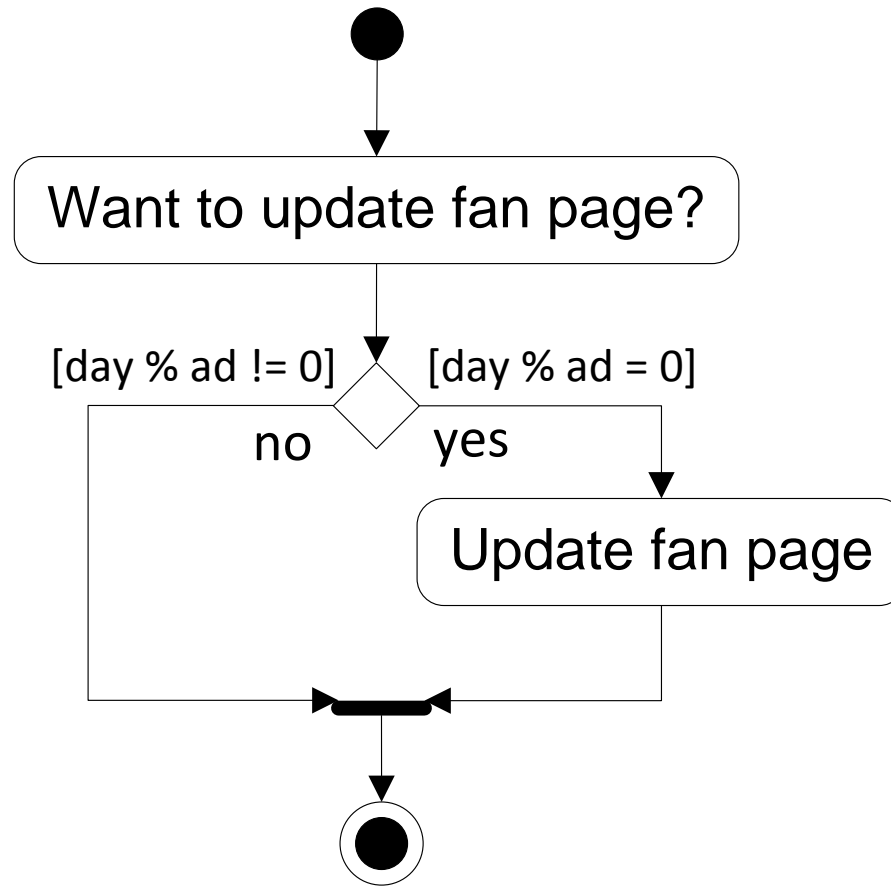 Want to update fan page?
[day % ad != 0]
[day % ad = 0]
no
yes
Update fan page